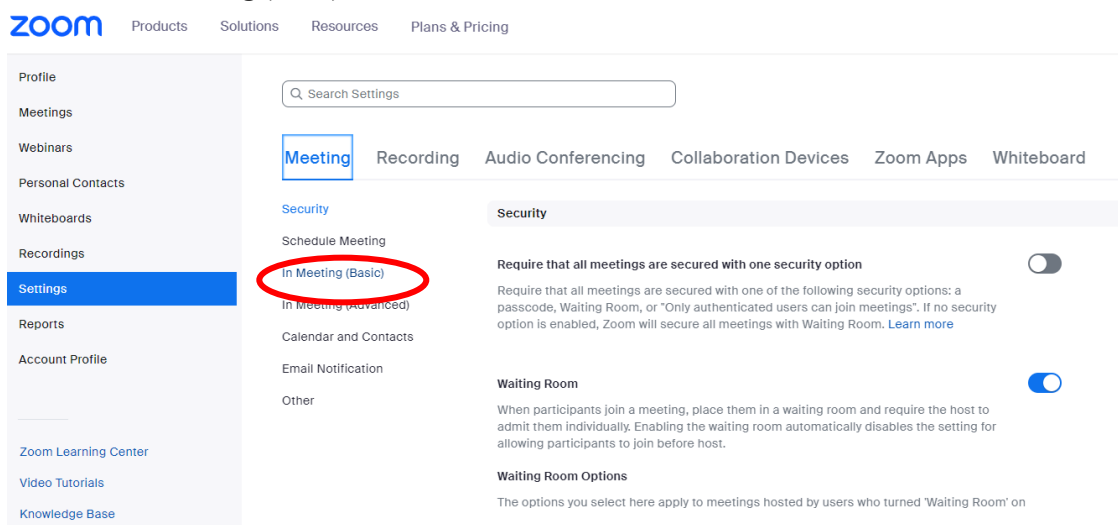 zoom Products Solutions Resources Plans & Pricing
Profile
Meetings
Webinars
Personal Contacts
Whiteboards
Recordings
Settings
Reports
Account Profile
Zoom Learning Center
Video Tutorials
Knowledge Base
Search Settings
Meeting Recording Audio Conferencing Collaboration Devices Zoom Apps Whiteboard
Security
Schedule Meeting
In Meeting (Basic)
In Meeting (Advanced)
Calendar and Contacts
Email Notification
Other
Security
Require that all meetings are secured with one security option
Require that all meetings are secured with one of the following security options: a
passcode, Waiting Room, or "Only authenticated users can join meetings". If no security
option is enabled, Zoom will secure all meetings with Waiting Room. Learn more
Waiting Room
When participants join a meeting, place them in a waiting room and require the host to
admit them individually. Enabling the waiting room automatically disables the setting for
allowing participants to join before host.
Waiting Room Options
The options you select here apply to meetings hosted by users who turned 'Waiting Room' on